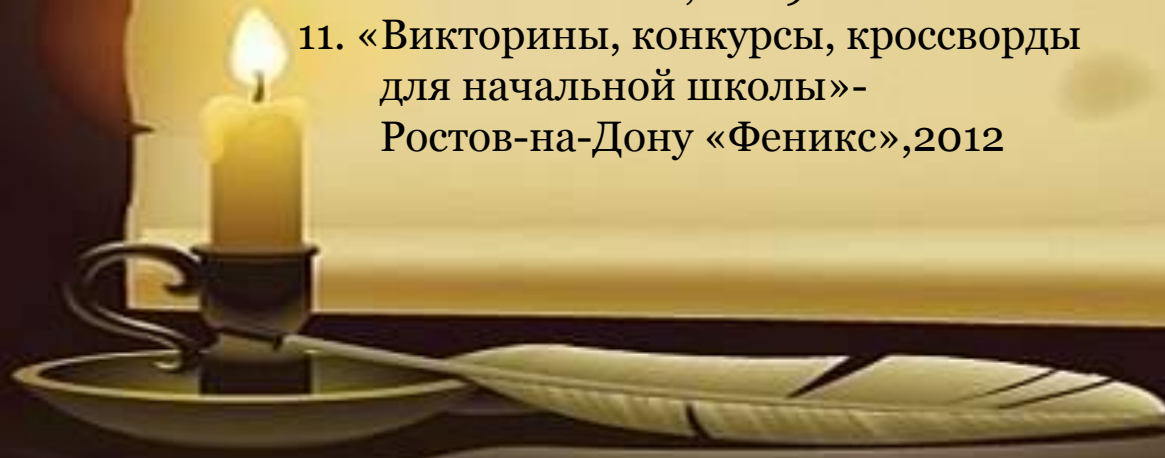 11. «Викторины, конкурсы, кроссворды
для начальной школы»-
Ростов-на-Дону «Феникс»,2012